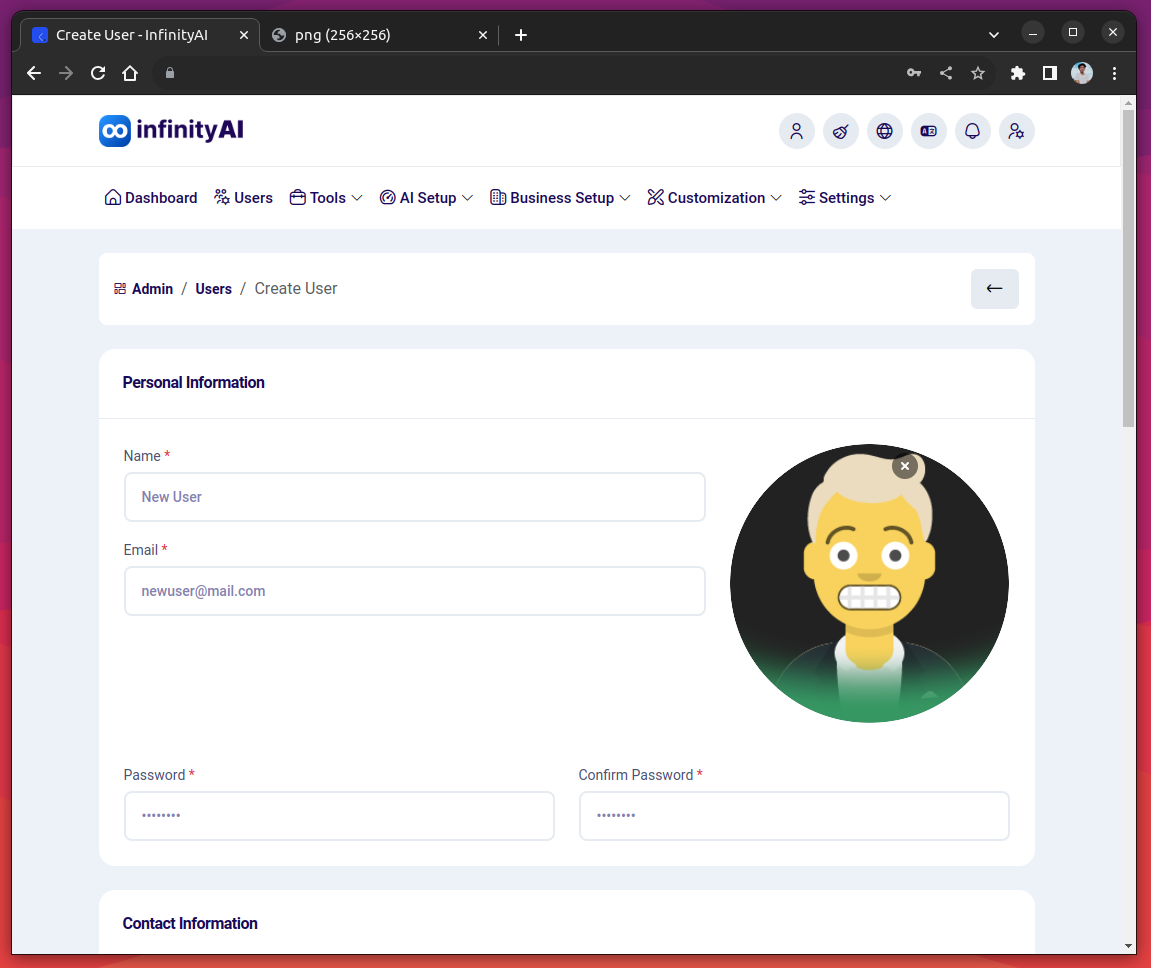 Create User - InfinityAI
png (256×256)
infinityAI
Dashboard Users Tools AI Setup Business Setup Customization Settings
Admin / Users / Create User
Personal Information
Name *
New User
Email *
newuser@mail.com
Password *
Confirm Password *
••••••••
••••••••
Contact Information